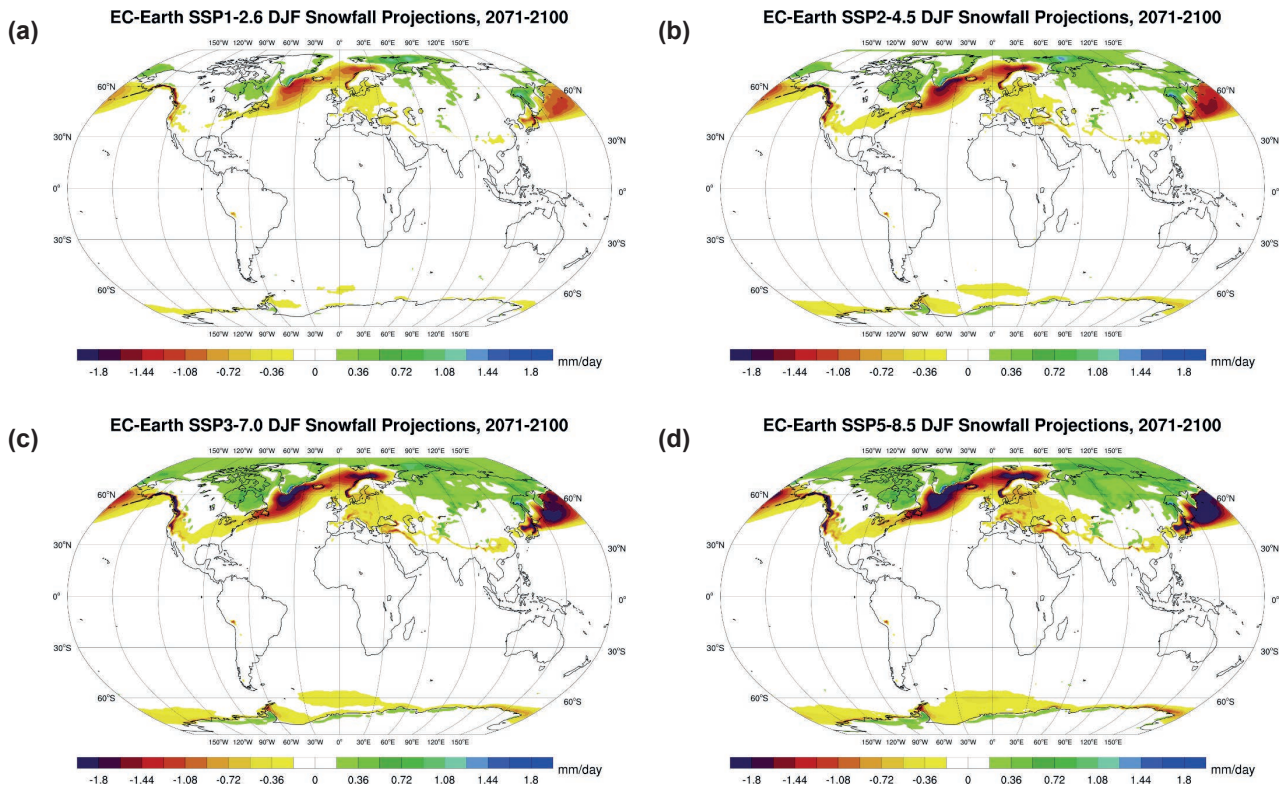 (a)
EC-Earth SSP1-2.6 DJF Snowfall Projections, 2071-2100
150°W 120°W 90°W 60°W 30°W 0° 30°E 60°E 90°E 120°E 150°E
60°N 60°N
30°N 30°N
0° 0°
30°S 30°S
60°S 60°S
150°W 120°W 90°W 60°W 30°W 0° 30°E 60°E 90°E 120°E 150°E
-1.8 -1.44 -1.08 -0.72 -0.36 0 0.36 0.72 1.08 1.44 1.8 mm/day
(b)
EC-Earth SSP2-4.5 DJF Snowfall Projections, 2071-2100
150°W 120°W 90°W 60°W 30°W 0° 30°E 60°E 90°E 120°E 150°E
60°N 60°N
30°N 30°N
0° 0°
30°S 30°S
60°S 60°S
150°W 120°W 90°W 60°W 30°W 0° 30°E 60°E 90°E 120°E 150°E
-1.8 -1.44 -1.08 -0.72 -0.36 0 0.36 0.72 1.08 1.44 1.8 mm/day
(c)
EC-Earth SSP3-7.0 DJF Snowfall Projections, 2071-2100
150°W 120°W 90°W 60°W 30°W 0° 30°E 60°E 90°E 120°E 150°E
60°N 60°N
30°N 30°N
0° 0°
30°S 30°S
60°S 60°S
150°W 120°W 90°W 60°W 30°W 0° 30°E 60°E 90°E 120°E 150°E
-1.8 -1.44 -1.08 -0.72 -0.36 0 0.36 0.72 1.08 1.44 1.8 mm/day
(d)
EC-Earth SSP5-8.5 DJF Snowfall Projections, 2071-2100
150°W 120°W 90°W 60°W 30°W 0° 30°E 60°E 90°E 120°E 150°E
60°N 60°N
30°N 30°N
0° 0°
30°S 30°S
60°S 60°S
150°W 120°W 90°W 60°W 30°W 0° 30°E 60°E 90°E 120°E 150°E
-1.8 -1.44 -1.08 -0.72 -0.36 0 0.36 0.72 1.08 1.44 1.8 mm/day